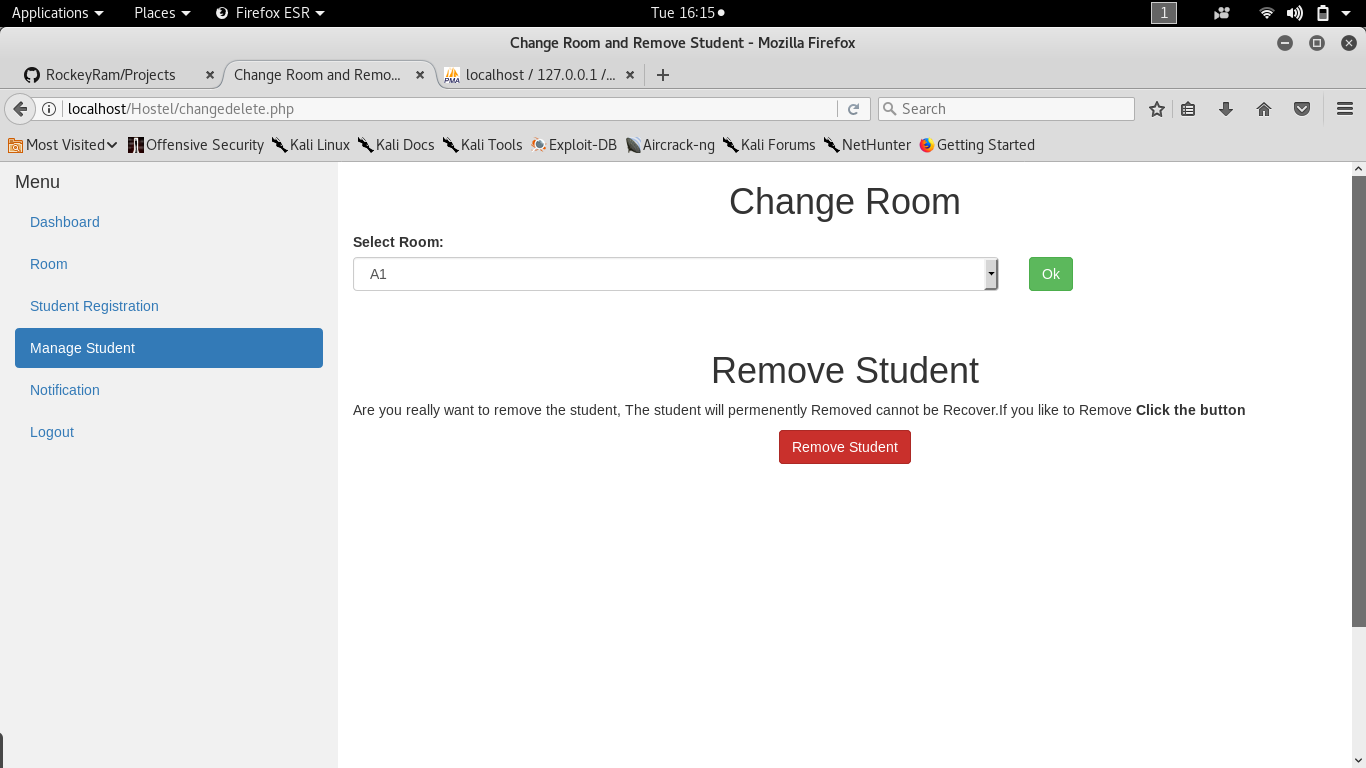 Applications Places Firefox ESR Tue 16:15 1
Change Room and Remove Student - Mozilla Firefox
RockeyRam/Projects Change Room and Remo... localhost / 127.0.0.1 /...
localhost/Hostel/changedelete.php Search
Most Visited Offensive Security Kali Linux Kali Docs Kali Tools Exploit-DB Aircrack-ng Kali Forums NetHunter Getting Started
Menu
Dashboard
Room
Student Registration
Manage Student
Notification
Logout
Change Room
Select Room:
A1 Ok
Remove Student
Are you really want to remove the student, The student will permenently Removed cannot be Recover.If you like to Remove Click the button
Remove Student